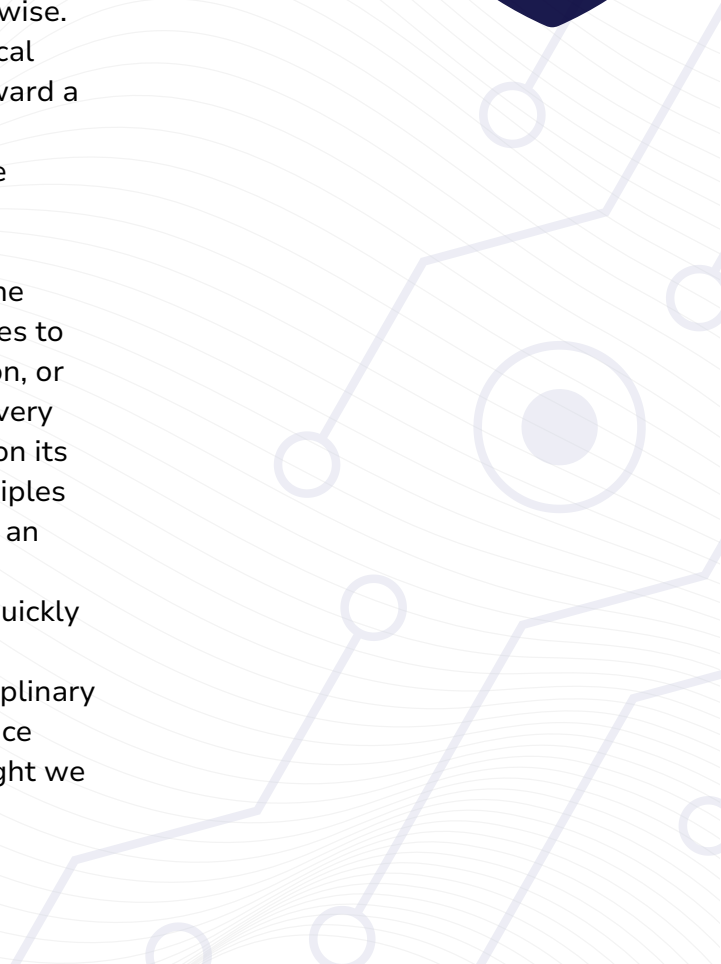 wise.
cal
ward a
e
ne
es to
on, or
very
on its
iples
an
uickly
plinary
ce
ght we